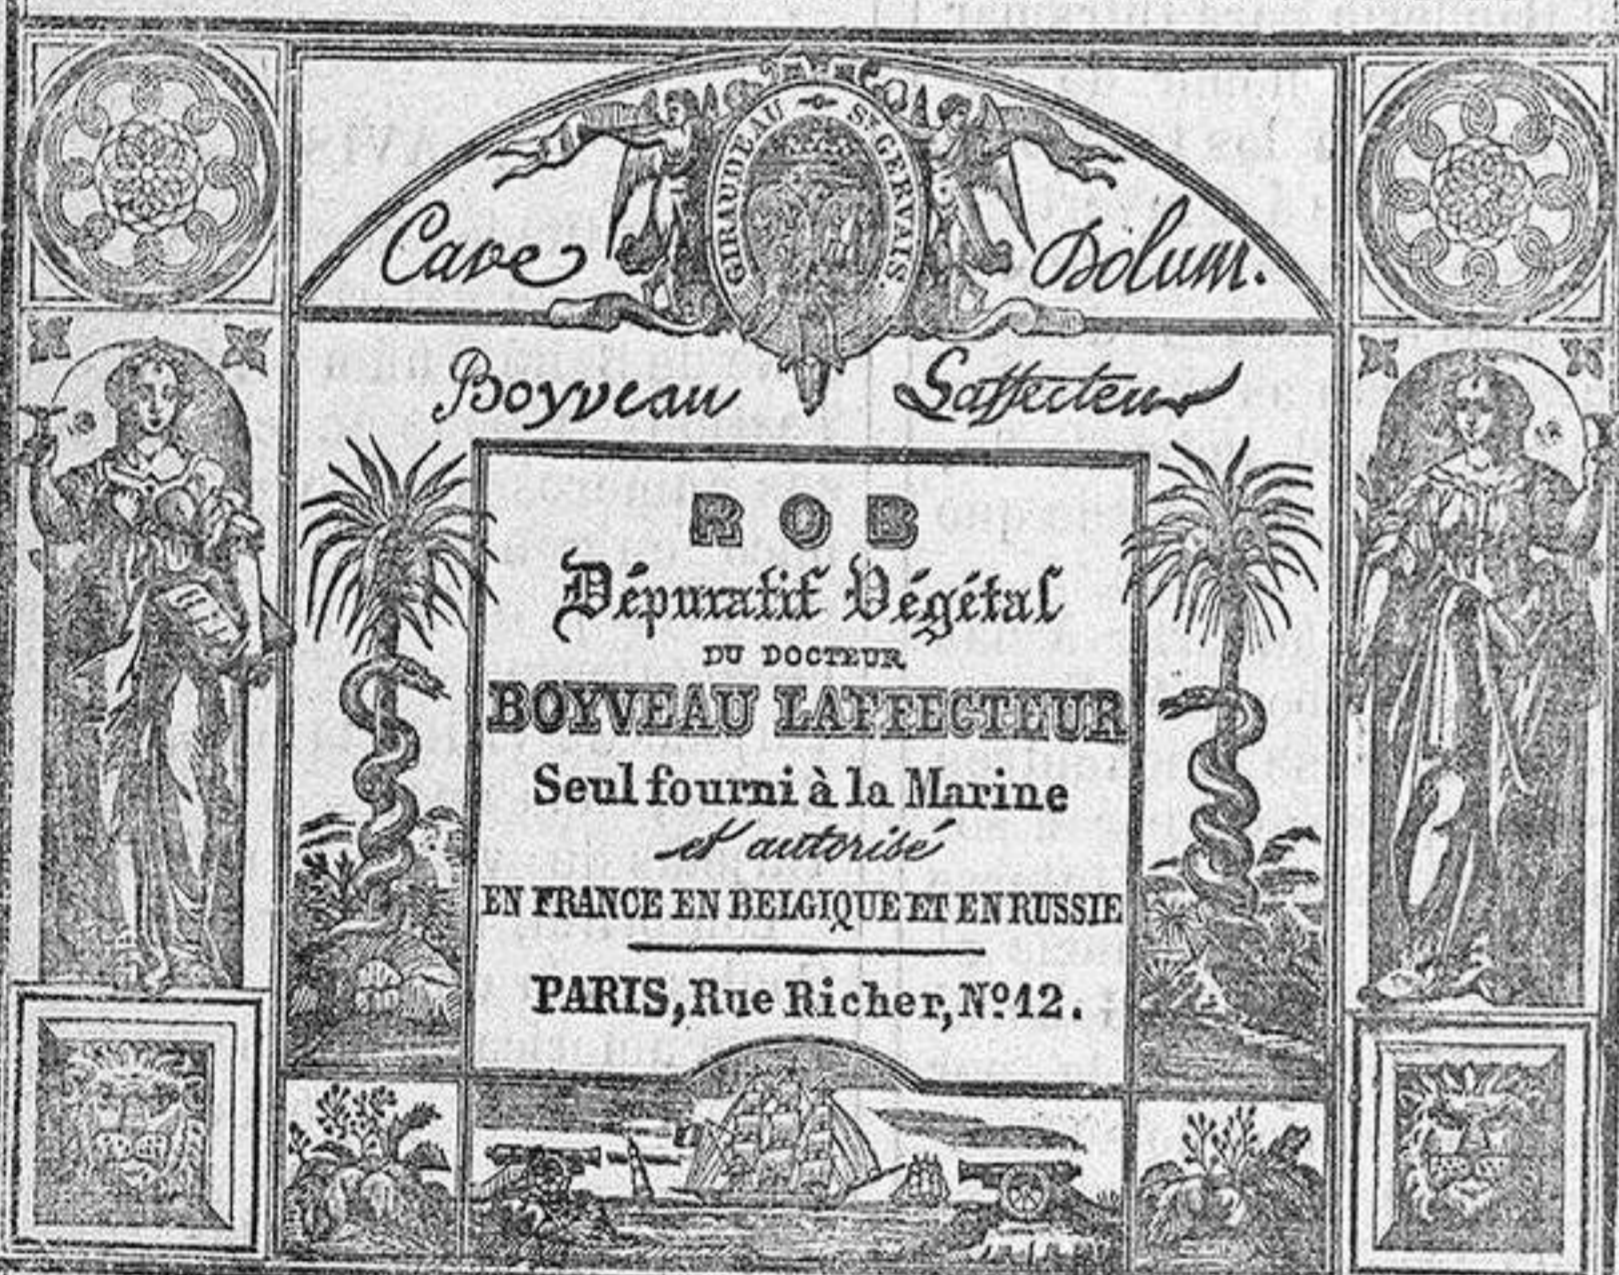 GIRAUDEAU St. GERVAIS
Cave Dolum.
Boyveau Laffecteur
ROB
Dépuratif Végétal
DU DOCTEUR
BOYVEAU LAFFECTEUR
Seul fourni à la Marine
et autorisé
EN FRANCE EN BELGIQUE ET EN RUSSIE
PARIS, Rue Richer, No. 12.